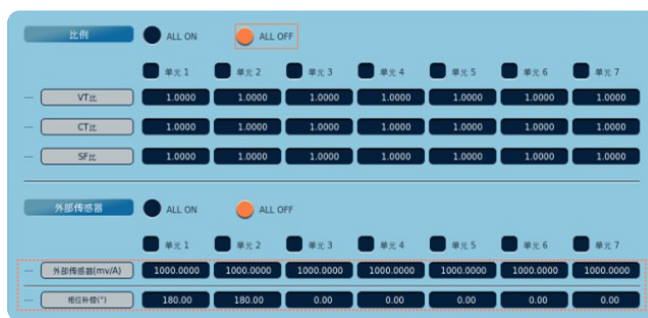 比例 ALL ON ALL OFF
单元 1 单元 2 单元 3 单元 4 单元 5 单元 6 单元 7
VT比 1.0000 1.0000 1.0000 1.0000 1.0000 1.0000 1.0000
CT比 1.0000 1.0000 1.0000 1.0000 1.0000 1.0000 1.0000
SF比 1.0000 1.0000 1.0000 1.0000 1.0000 1.0000 1.0000
外部传感器 ALL ON ALL OFF
单元 1 单元 2 单元 3 单元 4 单元 5 单元 6 单元 7
外部传感器(mv/A) 1000.0000 1000.0000 1000.0000 1000.0000 1000.0000 1000.0000 1000.0000
相位补偿(°) 180.00 180.00 0.00 0.00 0.00 0.00 0.00